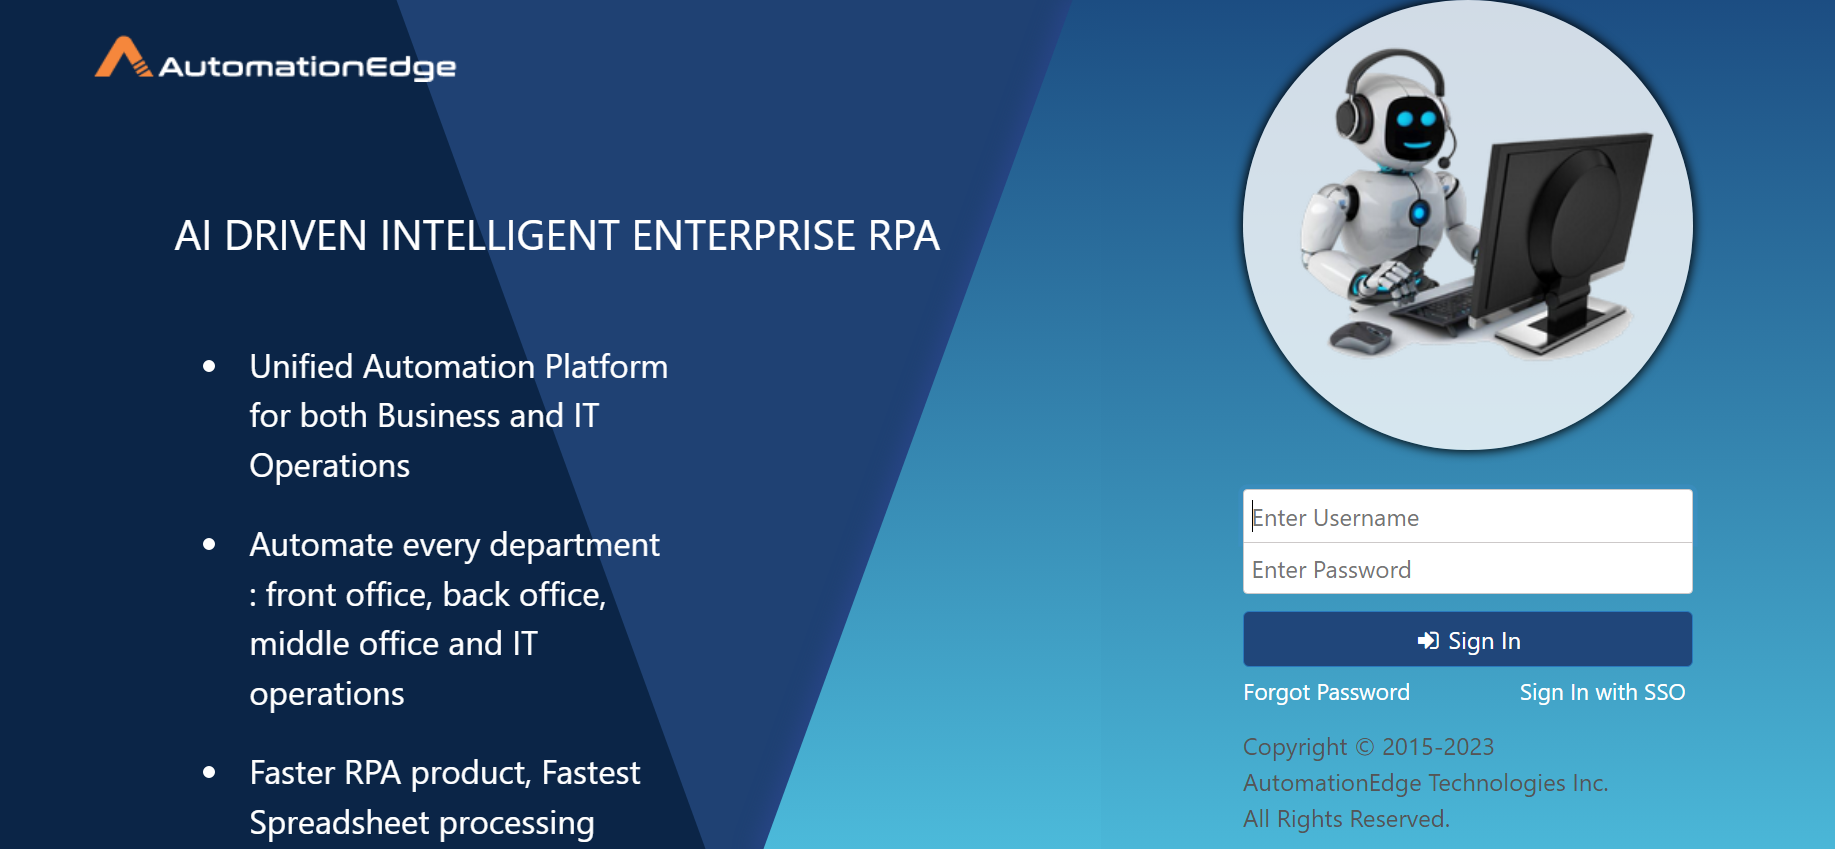 AutomationEdge
AI DRIVEN INTELLIGENT ENTERPRISE RPA
• Unified Automation Platform
for both Business and IT
Operations
• Automate every department
: front office, back office,
middle office and IT
operations
• Faster RPA product, Fastest
Spreadsheet processing
Enter Username
Enter Password
Sign In
Forgot Password
Sign In with SSO
Copyright © 2015-2023
AutomationEdge Technologies Inc.
All Rights Reserved.